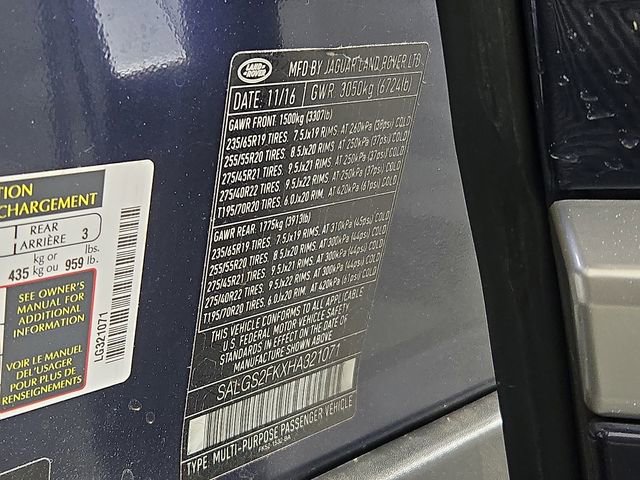 LAND-
-ROVER
MFD BY JAGUAR LAND ROVER LTD
DATE: 11/16 GWR 3050kg (6724lb)
GAWR FRONT: 1500kg (3307lb)
235/65R19 TIRES. 7.5Jx19 RIMS. AT 260kPa (38psi) COLD
255/55R20 TIRES. 8.5Jx20 RIMS. AT 250kPa (37psi) COLD
275/45R21 TIRES. 9.5Jx21 RIMS. AT 250kPa (37psi) COLD
275/40R22 TIRES. 9.5Jx22 RIMS. AT 250kPa (37psi) COLD
T195/70R20 TIRES. 6.0Jx20 RIM. AT 420kPa (61psi) COLD
GAWR REAR: 1775kg (3913lb)
235/65R19 TIRES. 7.5Jx19 RIMS. AT 310kPa (45psi) COLD
255/55R20 TIRES. 8.5Jx20 RIMS. AT 300kPa (44psi) COLD
275/45R21 TIRES. 9.5Jx21 RIMS. AT 300kPa (44psi) COLD
275/40R22 TIRES. 9.5Jx22 RIMS. AT 300kPa (44psi) COLD
T195/70R20 TIRES. 6.0Jx20 RIM. AT 420kPa (61psi) COLD
THIS VEHICLE CONFORMS TO ALL APPLICABLE
U.S. FEDERAL MOTOR VEHICLE SAFETY
STANDARDS IN EFFECT ON THE DATE OF
MANUFACTURE SHOWN ABOVE.
SALGS2FKXHA321071
TYPE: MULTI-PURPOSE PASSENGER VEHICLE
TION
CHARGEMENT
REAR
ARRIÈRE 3
kg or lbs.
435 kg ou 959 lb.
SEE OWNER'S
MANUAL FOR
ADDITIONAL
INFORMATION
VOIR LE MANUEL
DE L'USAGER
POUR PLUS DE
RENSEIGNEMENTS
LG321071